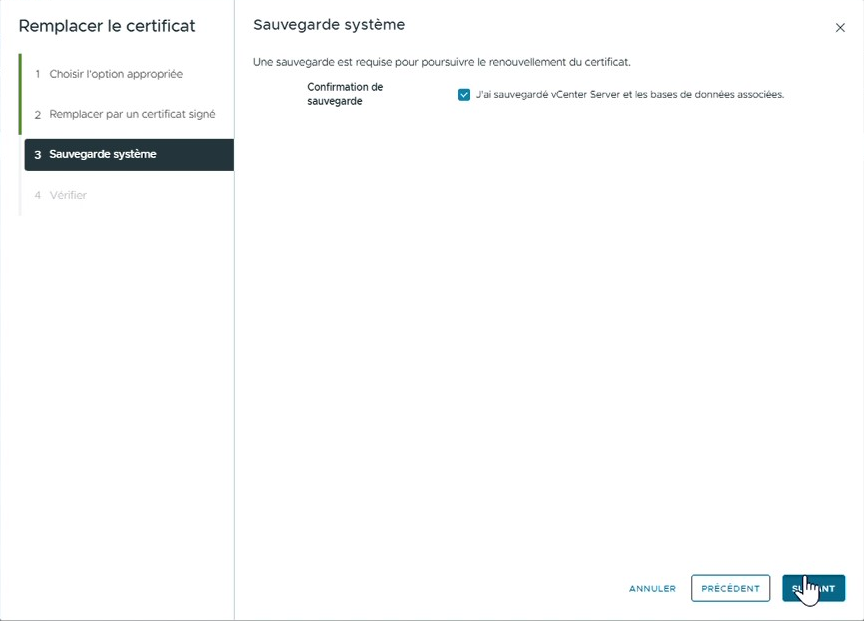 Remplacer le certificat
1 Choisir l'option appropriée
2 Remplacer par un certificat signé
3 Sauvegarde système
4 Vérifier
Sauvegarde système
Une sauvegarde est requise pour poursuivre le renouvellement du certificat.
Confirmation de
sauvegarde
J'ai sauvegardé vCenter Server et les bases de données associées.
ANNULER
PRÉCÉDENT
SUIVANT